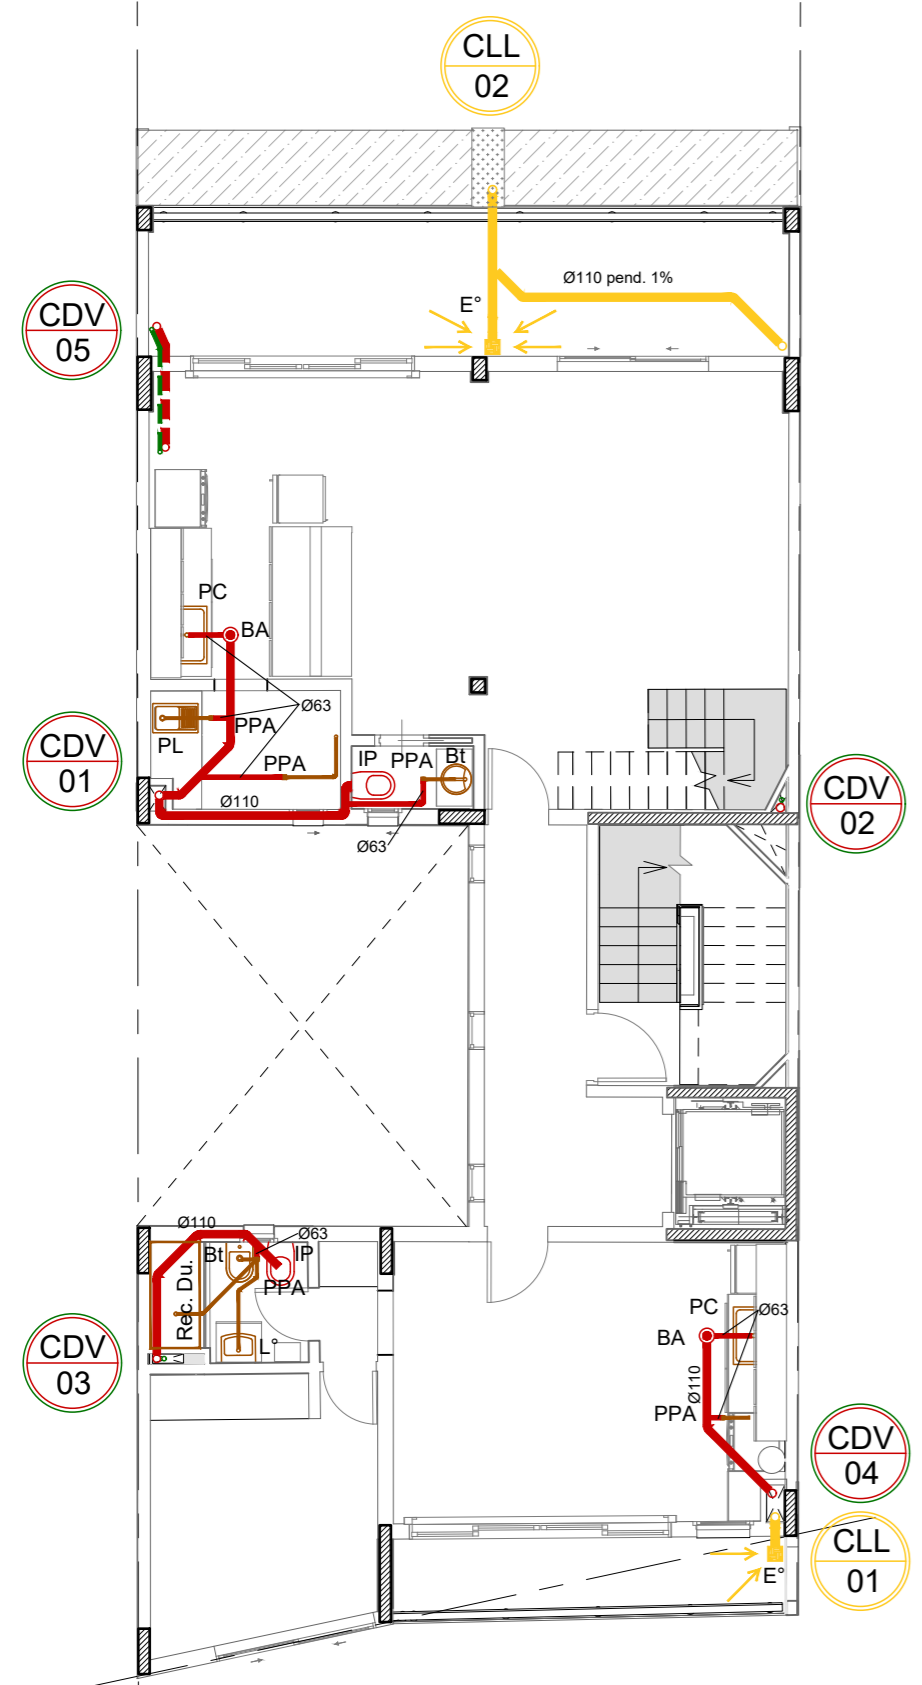 CLL
02
Ø110 pend. 1%
E°
CDV
05
PC
BA
Ø63
PPA
PL
CDV
01
PPA
IP
PPA
Bt
Ø110
Ø63
CDV
02
Ø110
Ø63
Bt
IP
PPA
Rec. Du.
L°
CDV
03
PC
Ø63
BA
Ø110
PPA
CDV
04
CLL
01
E°